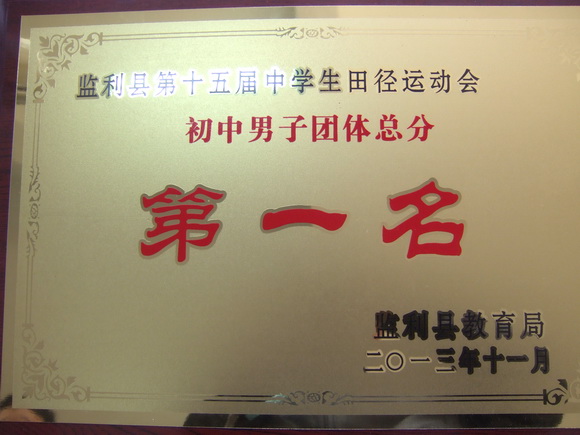 监利县第十五届中学生田径运动会
初中男子团体总分
第一名
监利县教育局
二〇一三年十一月